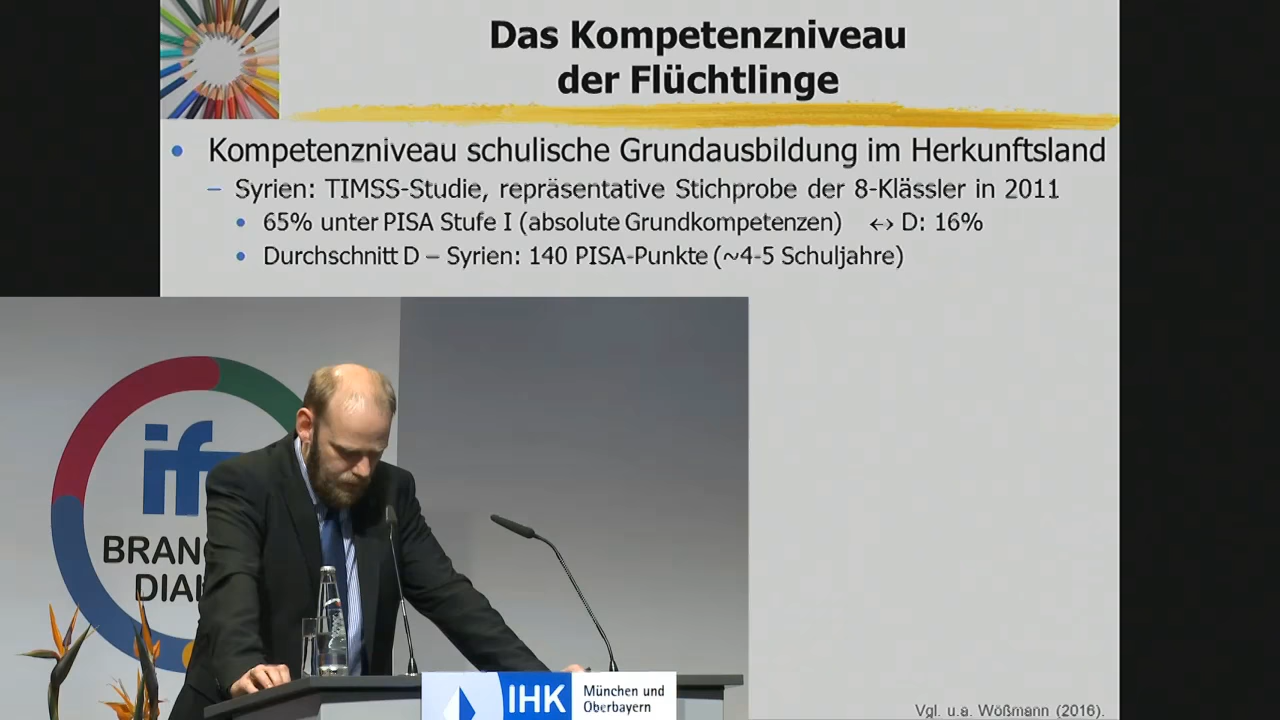 Das Kompetenzniveau
der Flüchtlinge
• Kompetenzniveau schulische Grundausbildung im Herkunftsland
– Syrien: TIMSS-Studie, repräsentative Stichprobe der 8-Klässler in 2011
• 65% unter PISA Stufe I (absolute Grundkompetenzen) ↔ D: 16%
• Durchschnitt D – Syrien: 140 PISA-Punkte (~4-5 Schuljahre)
if
BRANC
DIAL
IHK
München und
Oberbayern
Vgl. u.a. Wößmann (2016).